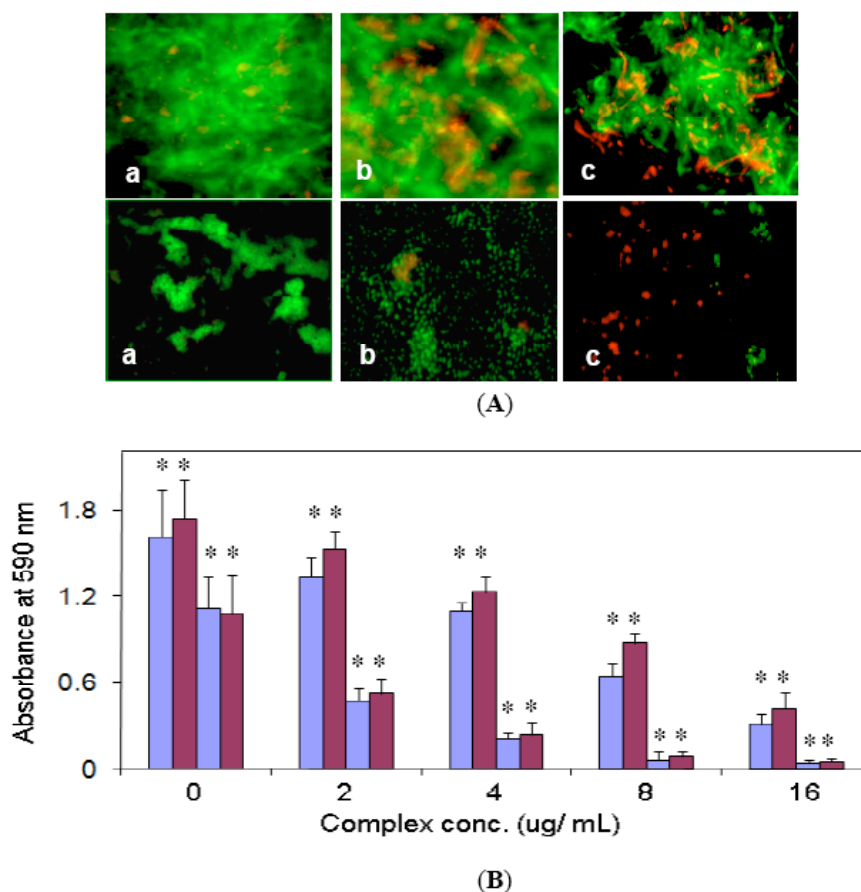 a b c
a b c
(A)
* * * * * * * * * * * * * * * * * * * *
Absorbance at 590 nm
1.8
1.2
0.6
0
0 2 4 8 16
Complex conc. (ug/ mL)
(B)